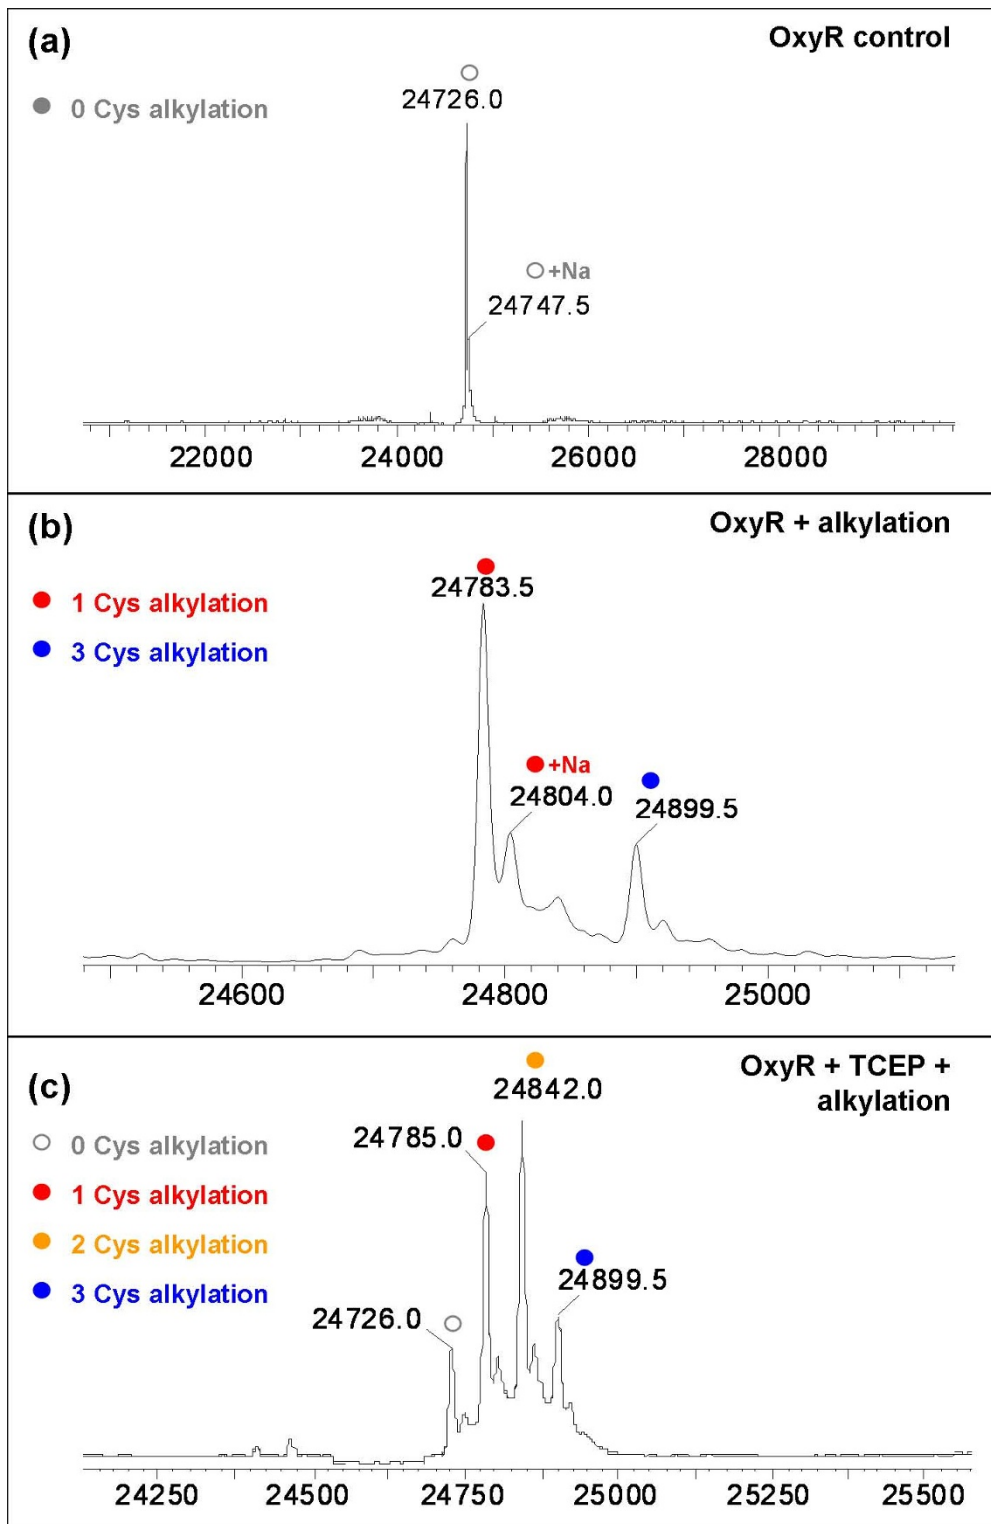 (a)
OxyR control
0 Cys alkylation
24726.0
+Na
24747.5
22000 24000 26000 28000
(b)
OxyR + alkylation
24783.5
1 Cys alkylation
3 Cys alkylation
+Na
24804.0
24899.5
24600 24800 25000
(c)
OxyR + TCEP +
alkylation
24842.0
24785.0
0 Cys alkylation
1 Cys alkylation
2 Cys alkylation
3 Cys alkylation
24899.5
24726.0
24250 24500 24750 25000 25250 25500